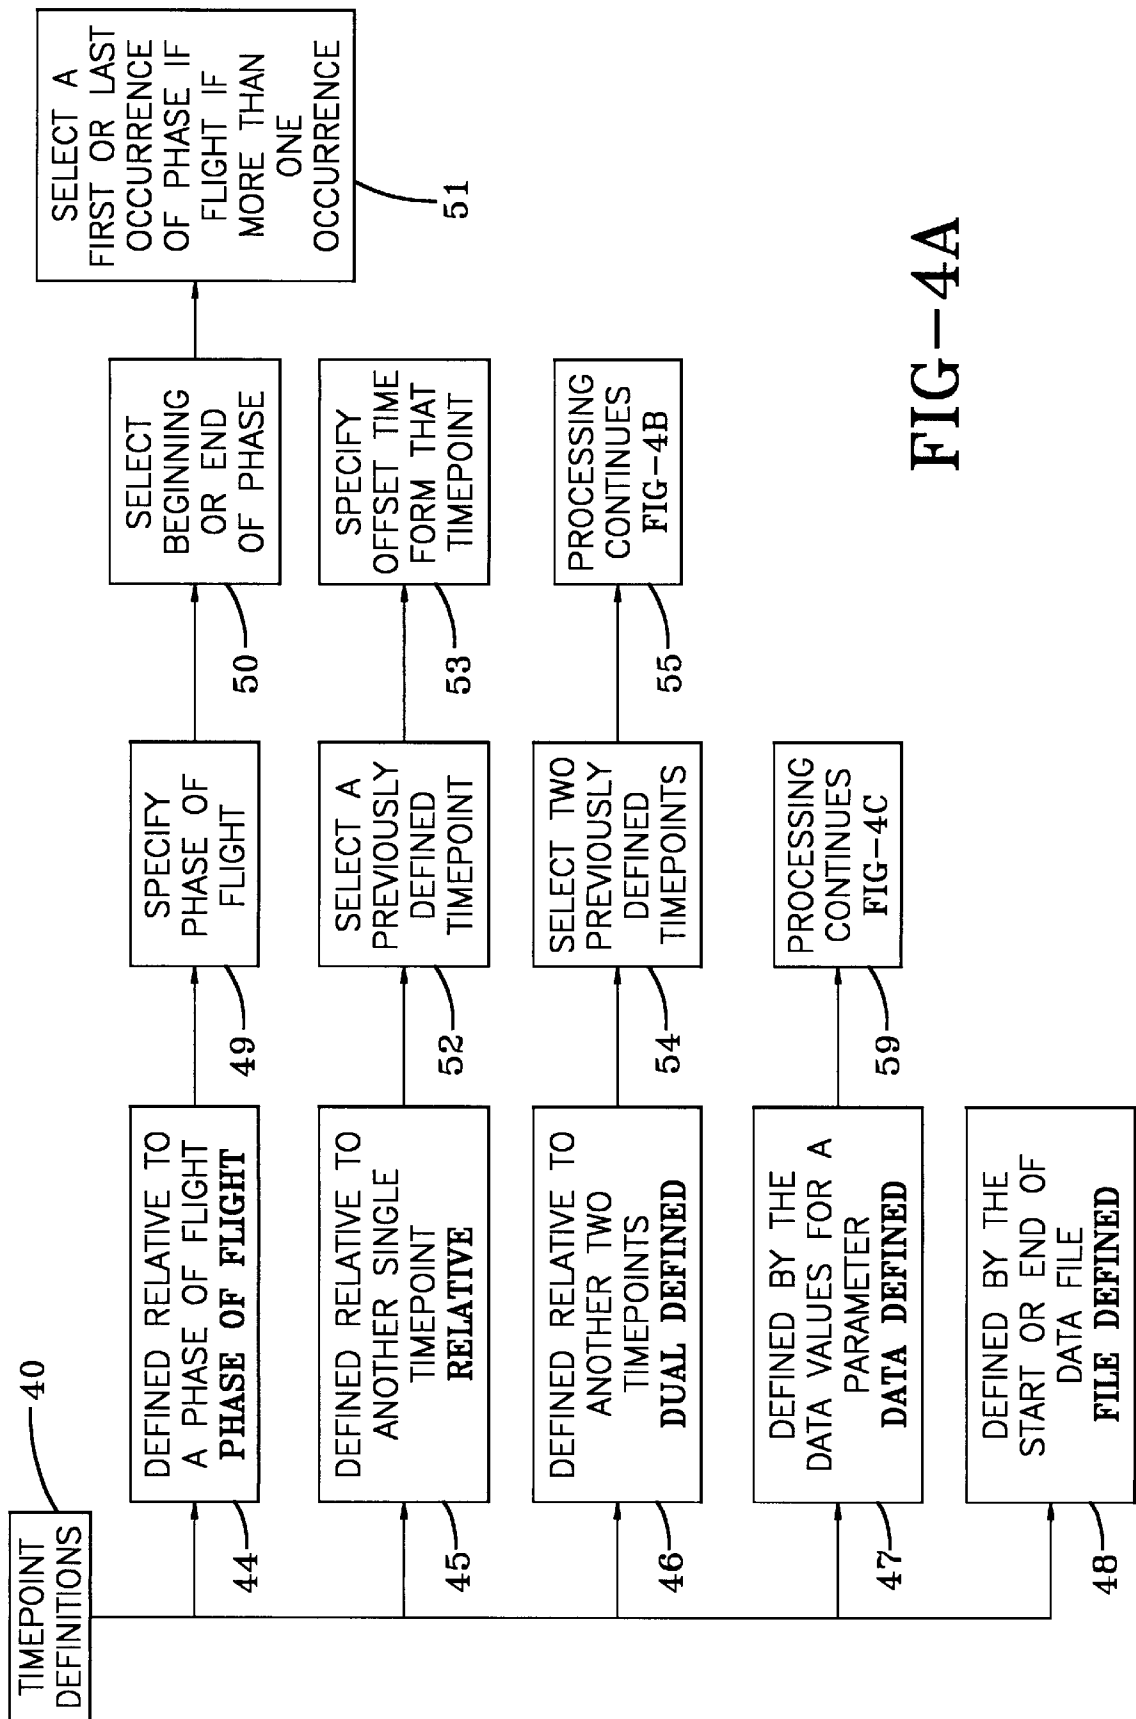 TIMEPOINT
DEFINITIONS
40
DEFINED RELATIVE TO
A PHASE OF FLIGHT
PHASE OF FLIGHT
44
SPECIFY
PHASE OF
FLIGHT
49
SELECT
BEGINNING
OR END
OF PHASE
50
SELECT A
FIRST OR LAST
OCCURRENCE
OF PHASE IF
FLIGHT IF
MORE THAN
ONE
OCCURRENCE
51
DEFINED RELATIVE TO
ANOTHER SINGLE
TIMEPOINT
RELATIVE
45
SELECT A
PREVIOUSLY
DEFINED
TIMEPOINT
52
SPECIFY
OFFSET TIME
FORM THAT
TIMEPOINT
53
DEFINED RELATIVE TO
ANOTHER TWO
TIMEPOINTS
DUAL DEFINED
46
SELECT TWO
PREVIOUSLY
DEFINED
TIMEPOINTS
54
PROCESSING
CONTINUES
FIG-4B
55
DEFINED BY THE
DATA VALUES FOR A
PARAMETER
DATA DEFINED
47
PROCESSING
CONTINUES
FIG-4C
59
DEFINED BY THE
START OR END OF
DATA FILE
FILE DEFINED
48
FIG-4A